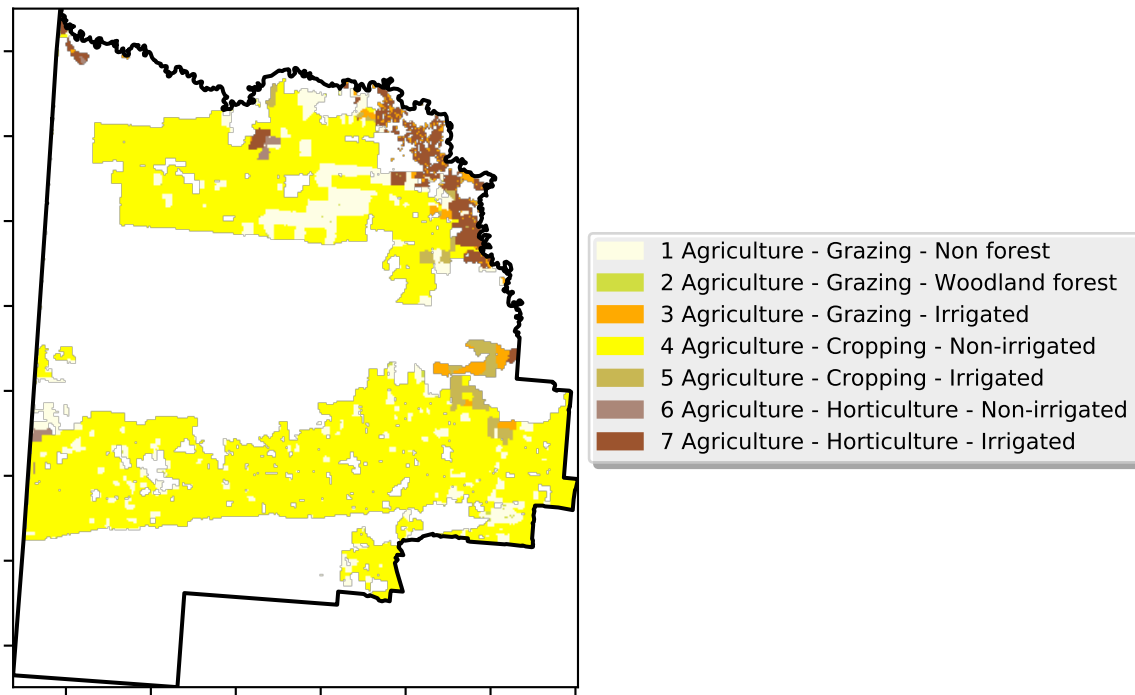 1 Agriculture - Grazing - Non forest
2 Agriculture - Grazing - Woodland forest
3 Agriculture - Grazing - Irrigated
4 Agriculture - Cropping - Non-irrigated
5 Agriculture - Cropping - Irrigated
6 Agriculture - Horticulture - Non-irrigated
7 Agriculture - Horticulture - Irrigated